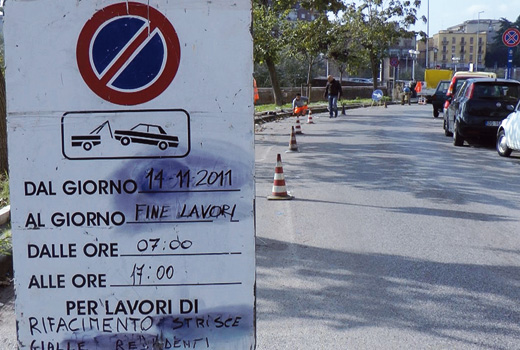 DAL GIORNO 14-11-2011
AL GIORNO FINE LAVORI
DALLE ORE 07:00
ALLE ORE 17:00
PER LAVORI DI
RIFACIMENTO STRISCE
GIALLE RESIDENTI